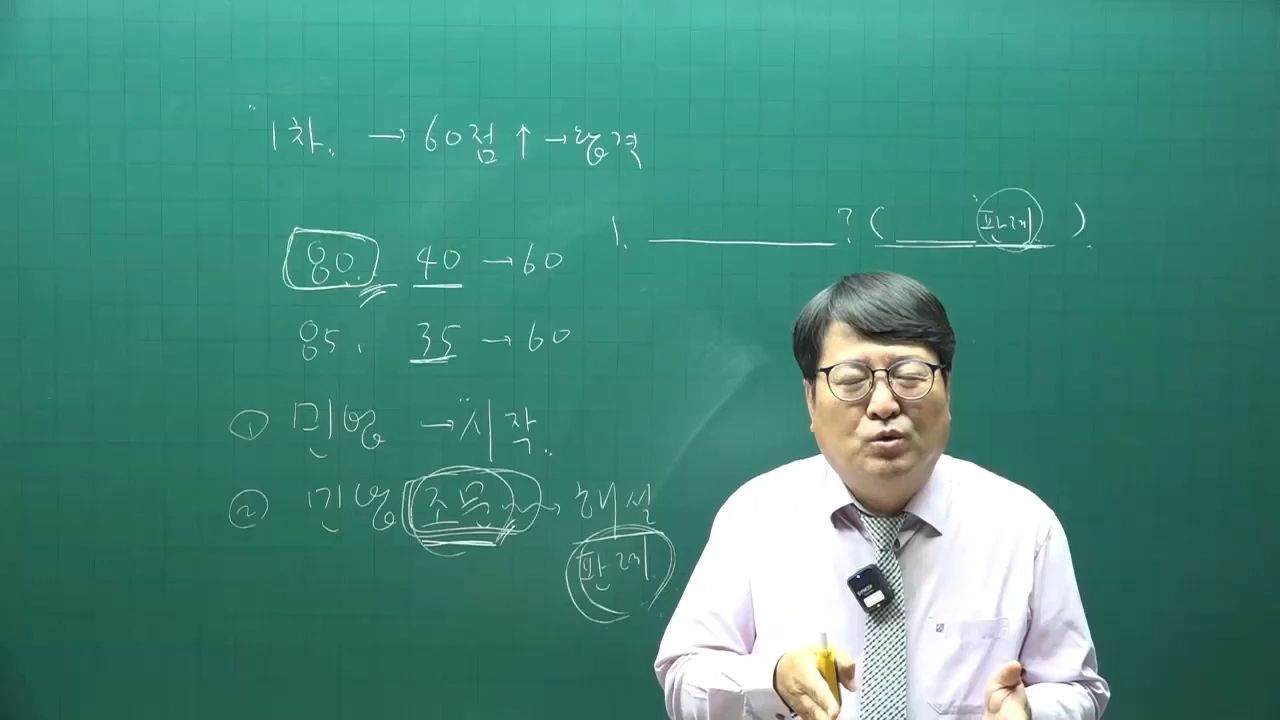 1차. → 60점 ↑ → 합격
80. 40 → 60
85. 35 → 60
① 민법 → 시작
② 민법 조문 → 해설
판례
1. ? ( 판례 )